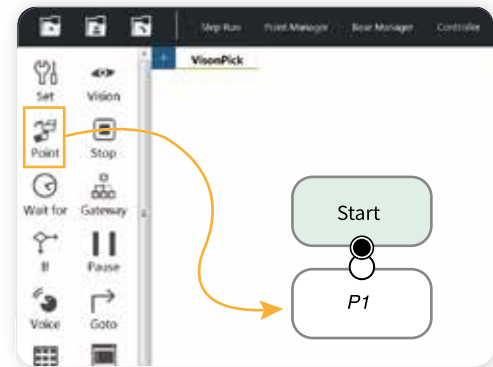 Step Run Point Manager Base Manager Controller
VisonPick
Set Vision
Point Stop
Wait for Gateway
If Pause
Voice Goto
Start
P1